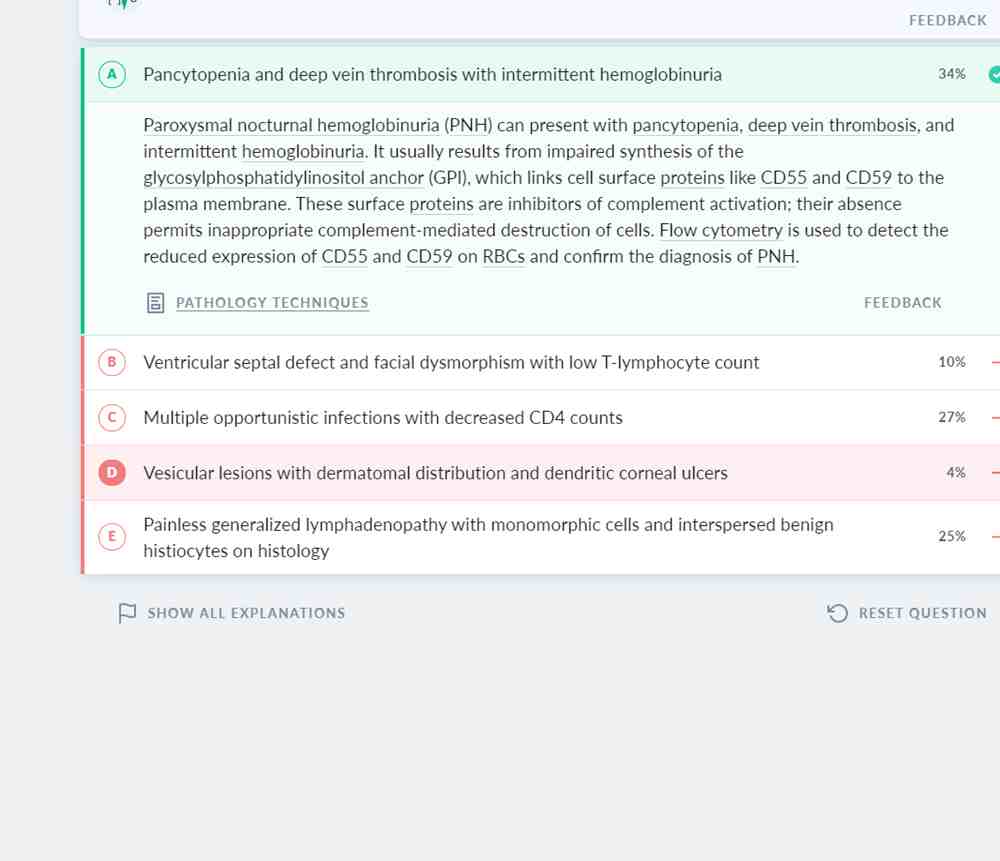 FEEDBACK
A Pancytopenia and deep vein thrombosis with intermittent hemoglobinuria 34%
Paroxysmal nocturnal hemoglobinuria (PNH) can present with pancytopenia, deep vein thrombosis, and
intermittent hemoglobinuria. It usually results from impaired synthesis of the
glycosylphosphatidylinositol anchor (GPI), which links cell surface proteins like CD55 and CD59 to the
plasma membrane. These surface proteins are inhibitors of complement activation; their absence
permits inappropriate complement-mediated destruction of cells. Flow cytometry is used to detect the
reduced expression of CD55 and CD59 on RBCs and confirm the diagnosis of PNH.
PATHOLOGY TECHNIQUES FEEDBACK
B Ventricular septal defect and facial dysmorphism with low T-lymphocyte count 10%
C Multiple opportunistic infections with decreased CD4 counts 27%
D Vesicular lesions with dermatomal distribution and dendritic corneal ulcers 4%
E Painless generalized lymphadenopathy with monomorphic cells and interspersed benign 25%
histiocytes on histology
SHOW ALL EXPLANATIONS RESET QUESTION